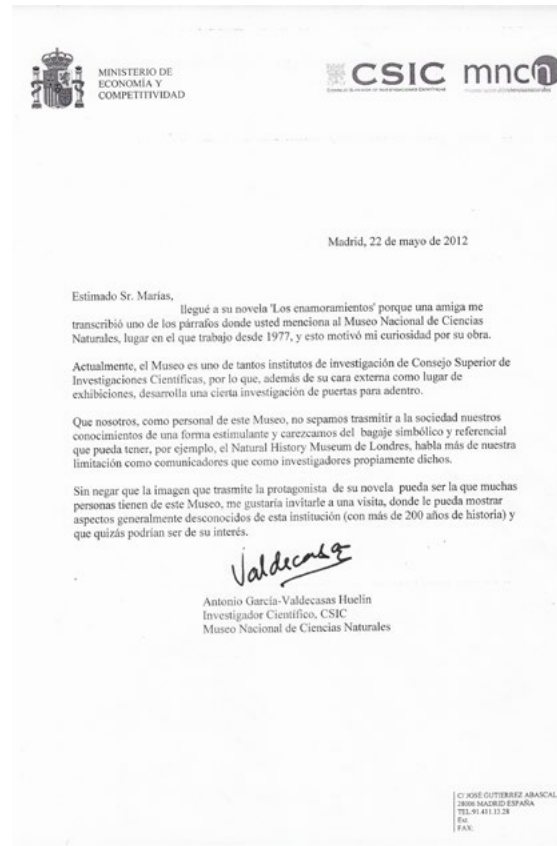 MINISTERIO DE
ECONOMÍA Y
COMPETITIVIDAD
CSIC
CONSEJO SUPERIOR DE INVESTIGACIONES CIENTÍFICAS
mncn
Madrid, 22 de mayo de 2012
Estimado Sr. Marías,
llegué a su novela 'Los enamoramientos' porque una amiga me
transcribió uno de los párrafos donde usted menciona al Museo Nacional de Ciencias
Naturales, lugar en el que trabajo desde 1977, y esto motivó mi curiosidad por su obra.
Actualmente, el Museo es uno de tantos institutos de investigación de Consejo Superior de
Investigaciones Científicas, por lo que, además de su cara externa como lugar de
exhibiciones, desarrolla una cierta investigación de puertas para adentro.
Que nosotros, como personal de este Museo, no sepamos trasmitir a la sociedad nuestros
conocimientos de una forma estimulante y carezcamos del bagaje simbólico y referencial
que pueda tener, por ejemplo, el Natural History Museum de Londres, habla más de nuestra
limitación como comunicadores que como investigadores propiamente dichos.
Sin negar que la imagen que trasmite la protagonista de su novela pueda ser la que muchas
personas tienen de este Museo, me gustaría invitarle a una visita, donde le pueda mostrar
aspectos generalmente desconocidos de esta institución (con más de 200 años de historia) y
que quizás podrían ser de su interés.
Valdecasas
Antonio García-Valdecasas Huelin
Investigador Científico, CSIC
Museo Nacional de Ciencias Naturales
C/ JOSÉ GUTIÉRREZ ABASCAL
28006 MADRID ESPAÑA
TEL.91.411.13.28
Ext.
FAX: